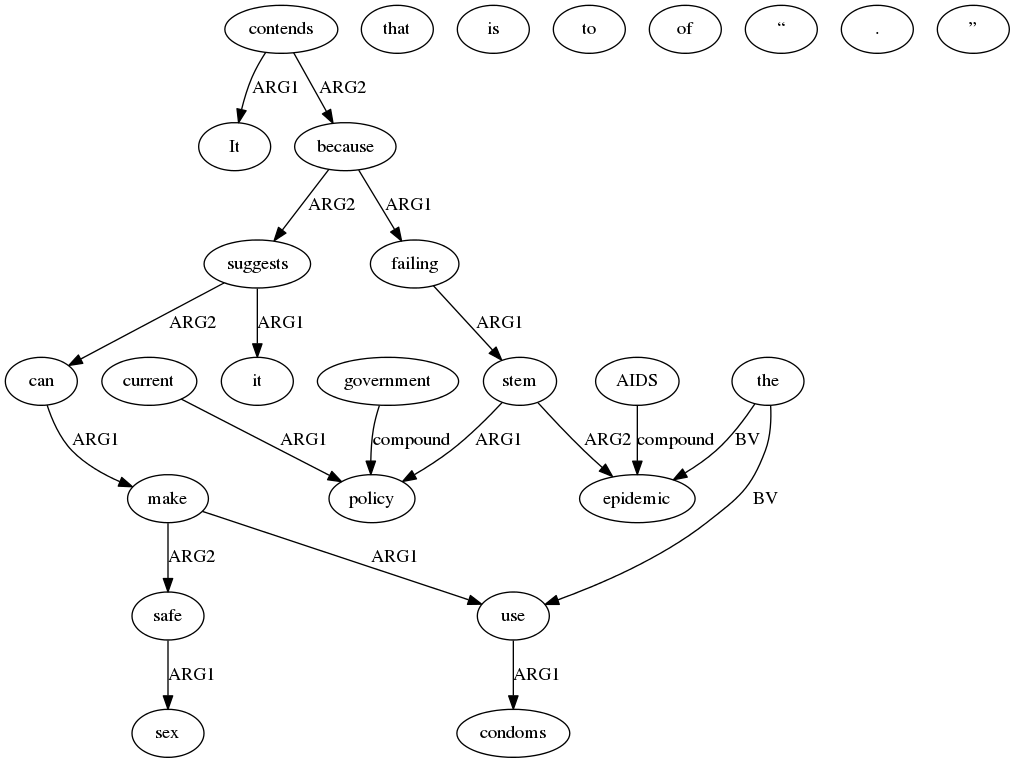 contends that is to of “ . ”
ARG1 ARG2
It because
ARG2 ARG1
suggests failing
ARG2 ARG1 ARG1
can current it government stem AIDS the
ARG1 ARG1 compound ARG1 ARG2 compound BV
make policy epidemic BV
ARG2 ARG1
safe use
ARG1 ARG1
sex condoms